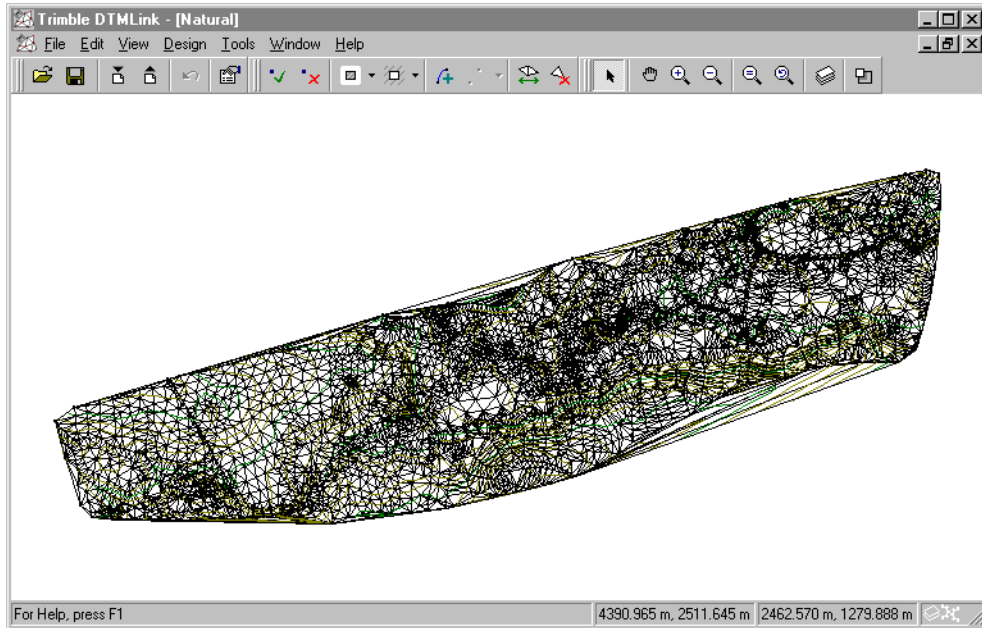 Trimble DTMLink - [Natural]
File Edit View Design Tools Window Help
For Help, press F1 4390.965 m, 2511.645 m 2462.570 m, 1279.888 m